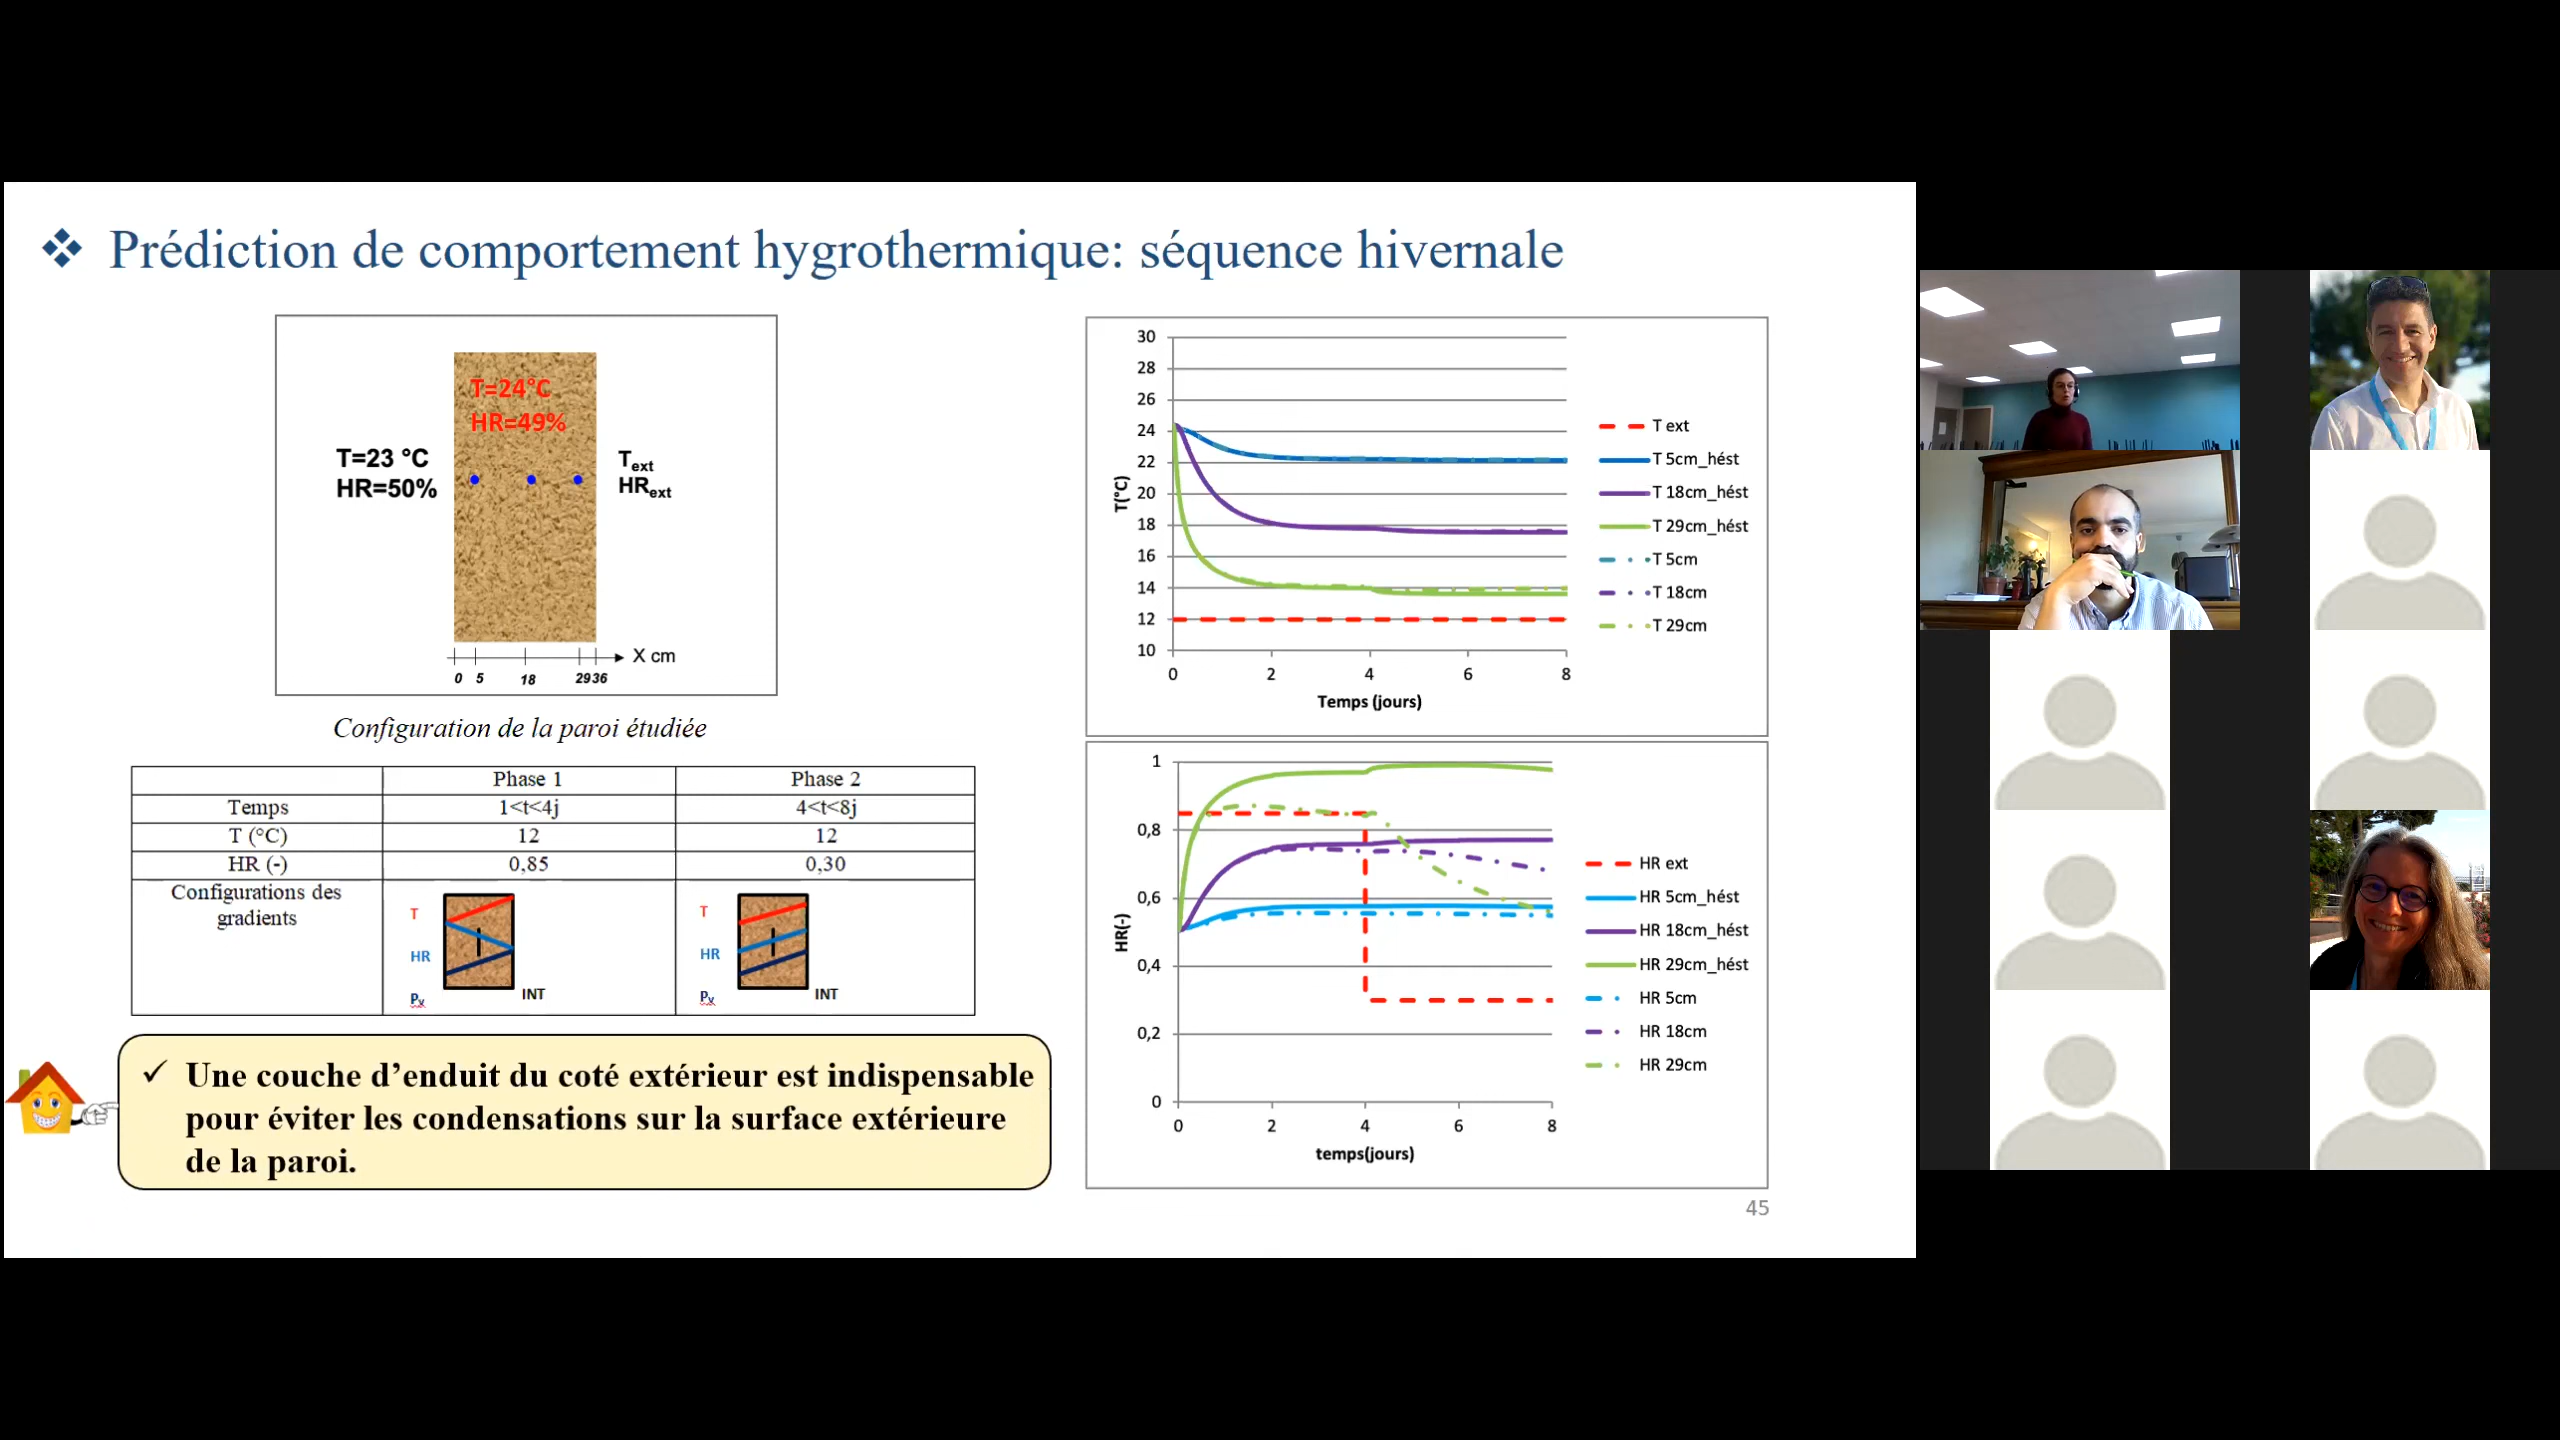 ❖ Prédiction de comportement hygrothermique: séquence hivernale
T=24°C
HR=49%
T=23 °C
HR=50%
Text
HRext
X cm
0 5 18 29 36
Configuration de la paroi étudiée
Phase 1 Phase 2
Temps 1<t<4j 4<t<8j
T (°C) 12 12
HR (-) 0,85 0,30
Configurations des
gradients
T
HR
Pv
INT
T
HR
Pv
INT
✓ Une couche d’enduit du coté extérieur est indispensable
pour éviter les condensations sur la surface extérieure
de la paroi.
30
28
26
24
22
20
18
16
14
12
10
T(°C)
0 2 4 6 8
Temps (jours)
T ext
T 5cm_hést
T 18cm_hést
T 29cm_hést
T 5cm
T 18cm
T 29cm
1
0,8
0,6
0,4
0,2
0
HR(-)
0 2 4 6 8
temps(jours)
HR ext
HR 5cm_hést
HR 18cm_hést
HR 29cm_hést
HR 5cm
HR 18cm
HR 29cm
45